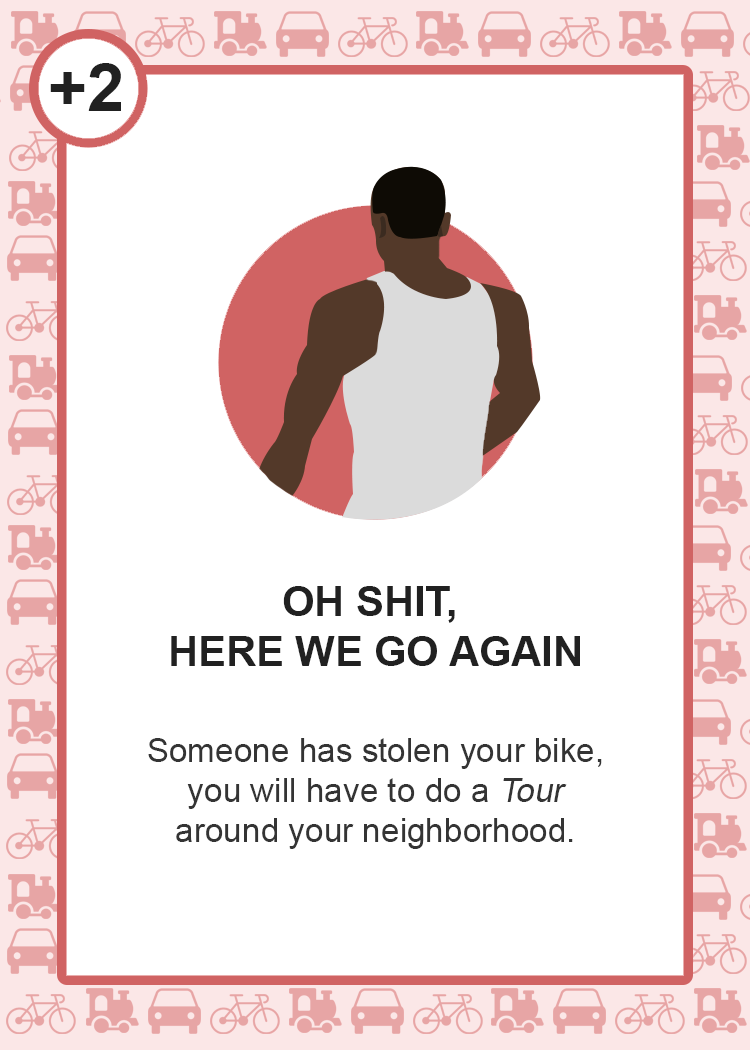 +2
OH SHIT,
HERE WE GO AGAIN
Someone has stolen your bike,
you will have to do a Tour
around your neighborhood.